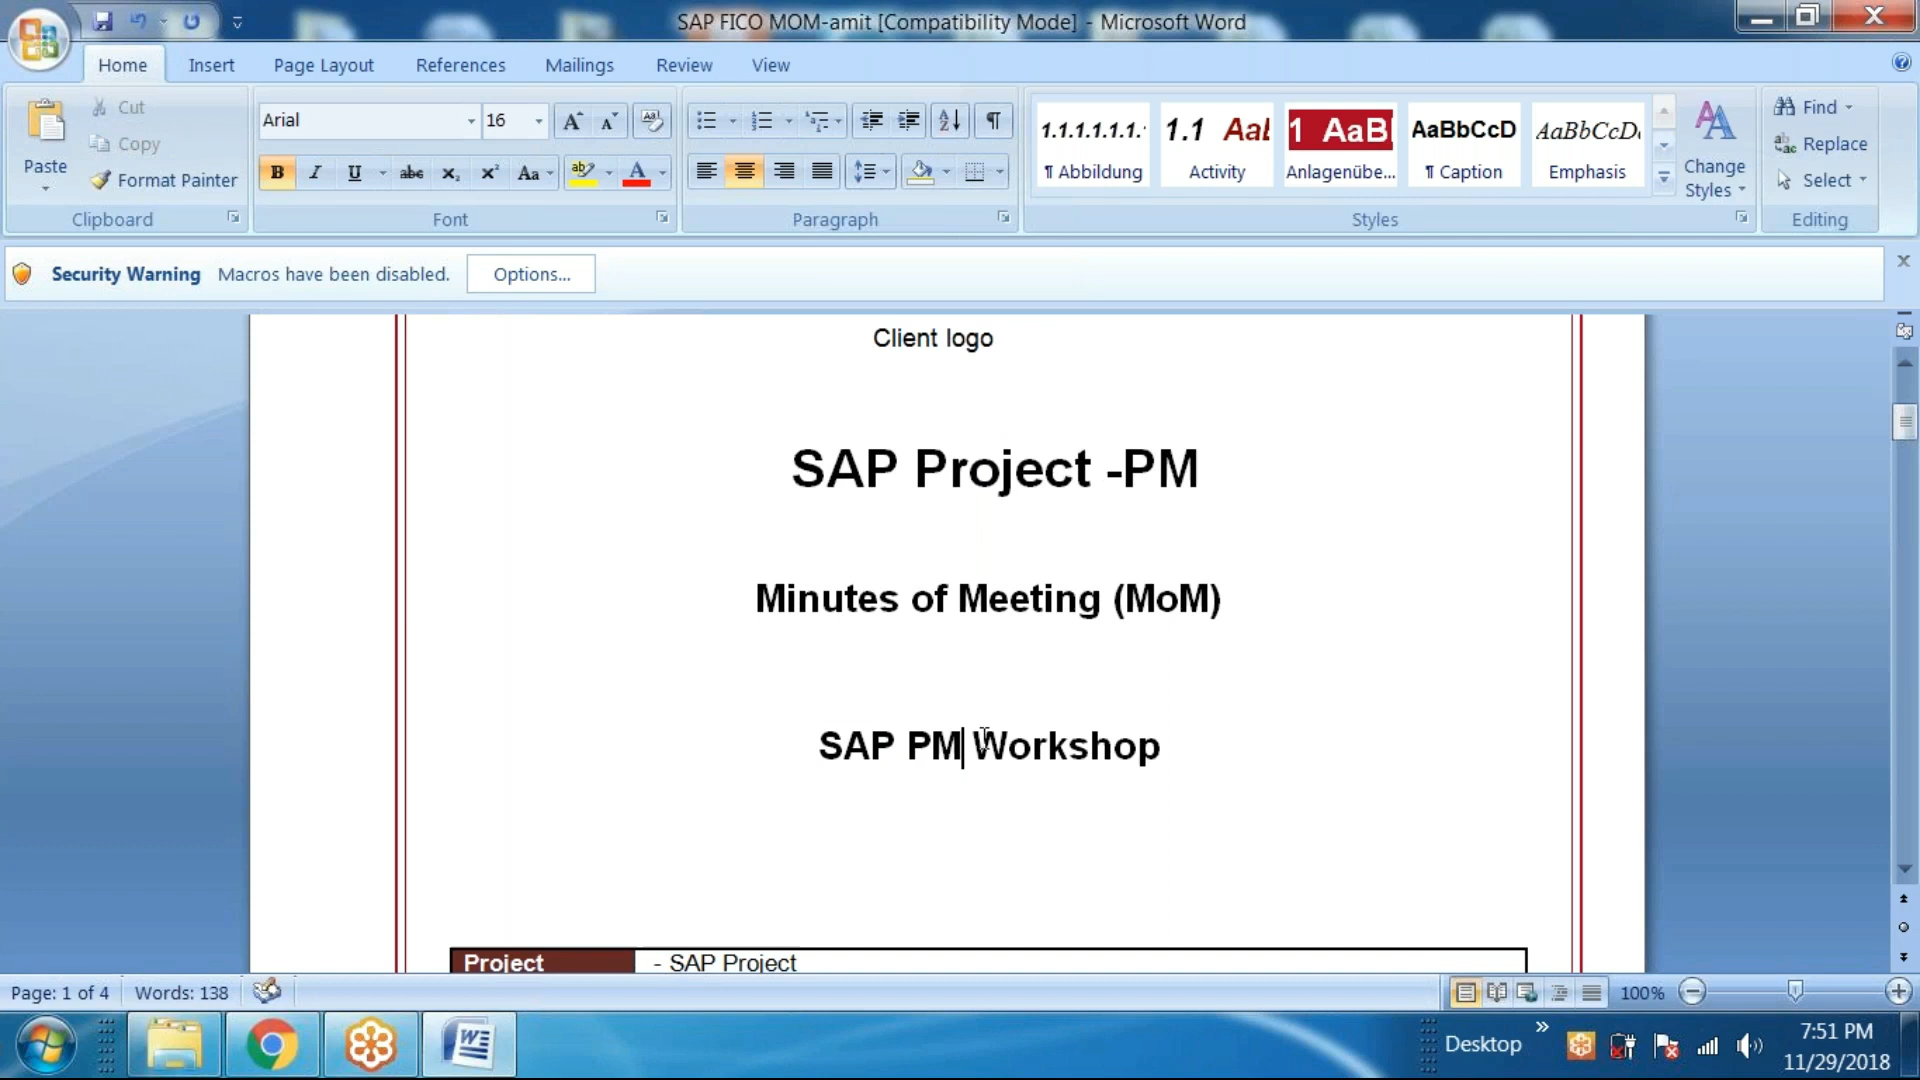 SAP FICO MOM-amit [Compatibility Mode] - Microsoft Word
Home Insert Page Layout References Mailings Review View
Paste
Cut
Copy
Format Painter
Clipboard
Arial 16
Font
Paragraph
1.1.1.1.1.1. 1.1 Aal 1 AaB AaBbCcD AaBbCcD
¶ Abbildung Activity Anlagenübe... ¶ Caption Emphasis
Change Styles
Styles
Find
Replace
Select
Editing
Security Warning Macros have been disabled. Options...
Client logo
SAP Project -PM
Minutes of Meeting (MoM)
SAP PM Workshop
Project - SAP Project
Page: 1 of 4 Words: 138 100%
Desktop
7:51 PM
11/29/2018